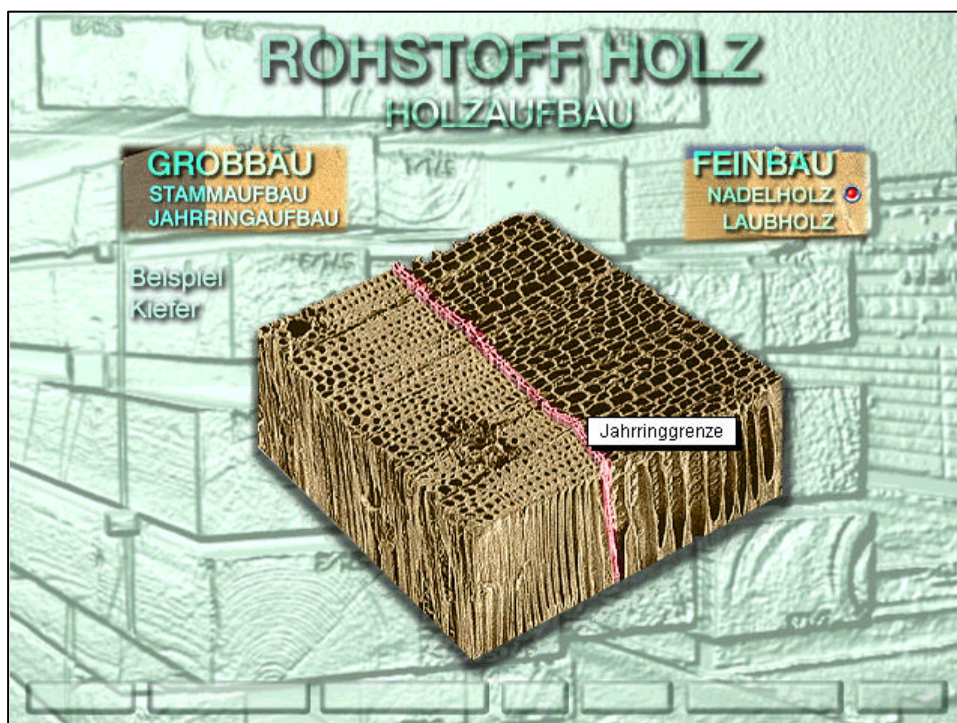 ROHSTOFF HOLZ
HOLZAUFBAU
GROBBAU
STAMMAUFBAU
JAHRRINGAUFBAU
FEINBAU
NADELHOLZ
LAUBHOLZ
Beispiel
Kiefer
Jahrringgrenze